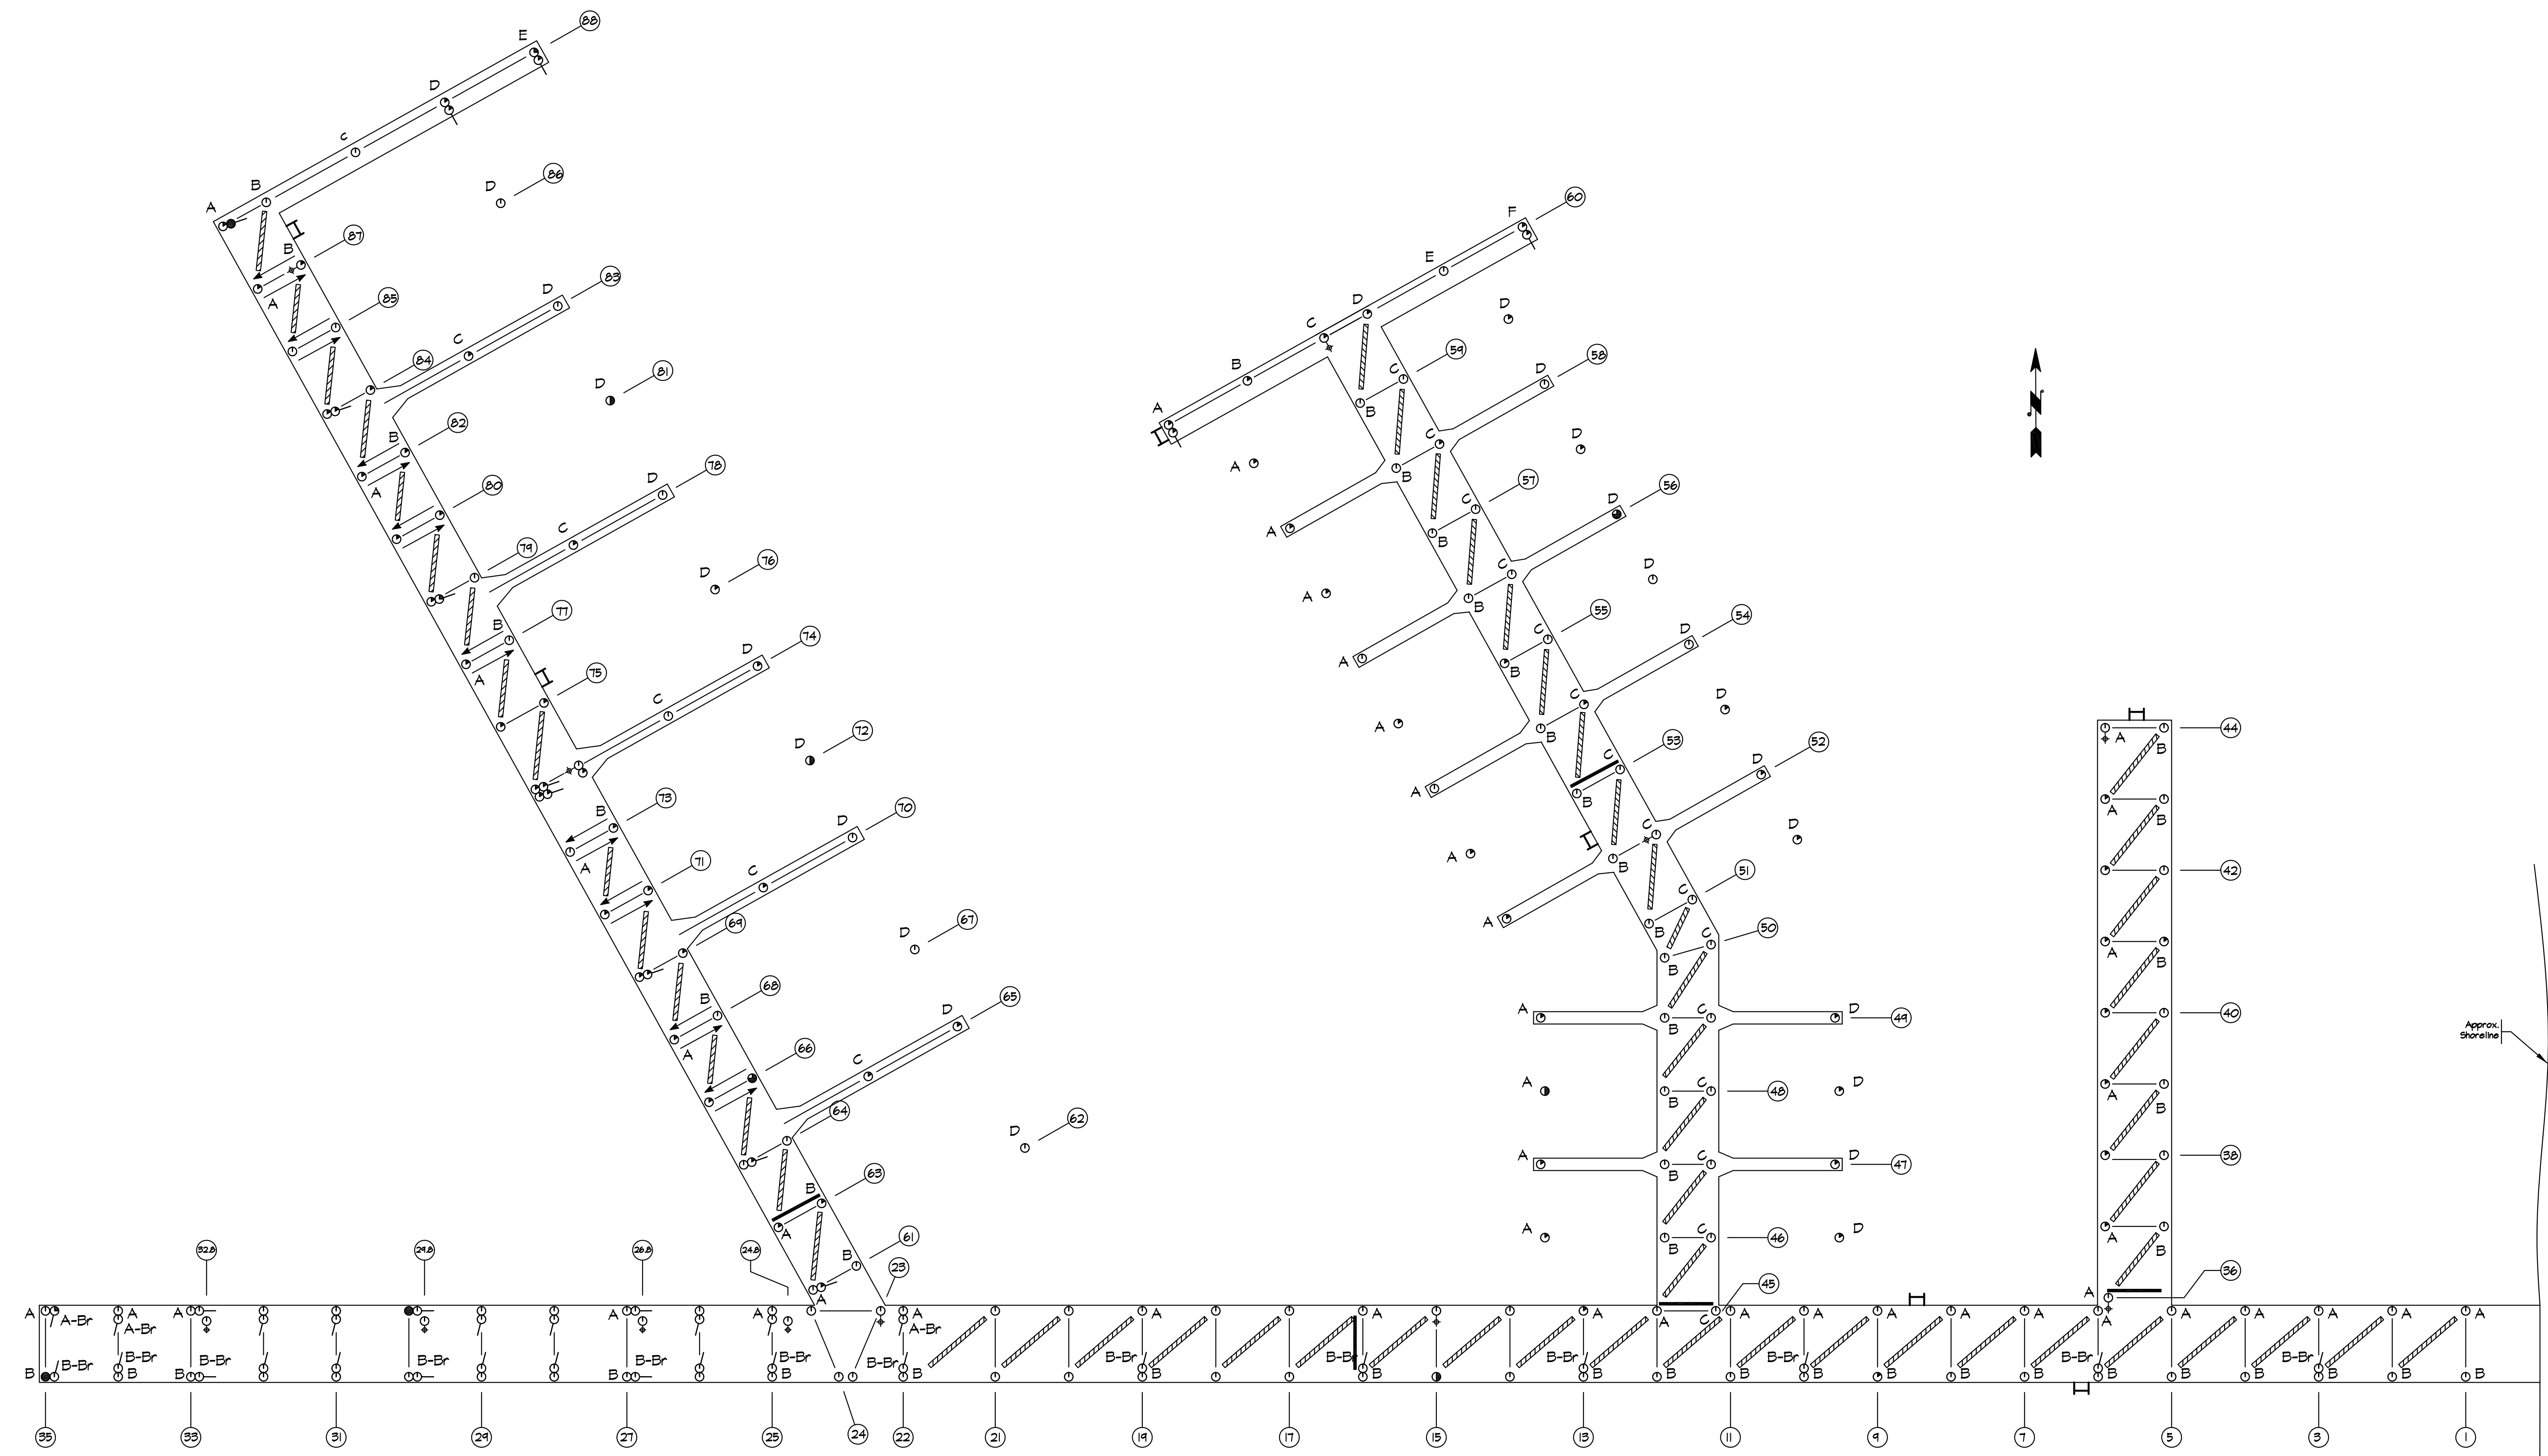 E 88
D
C
D 86
B
A
60
F
87
B
E
A
83
D
85
D
D
C
C
59
58
84
C
D
81
B
D
A
82
B
B
C
D
A
A
78
B
80
D
56
C
57
D
A
C
79
B
C
D
76
D
A
55
77
C
B
54
74
D
A
B
D
A
75
C
72
D
A
C
53
C
52
D
73
B
A
B
70
D
D
C
A
71
B
A
C
51
67
D
69
A
C
B
50
C
68
B
65
D
B
A
A
C
D 49
B
66
C
A
C 48
D
B
64
62
D
A
C
D 47
B
63
B
A
A
C 46
D
B
61
B
A
44
A
B
A
B
42
A
B
A
B
40
A
B
38
A
B
36
A
Approx.
Shoreline
N
32.8 29.8 26.8 24.8 23 45
A A-Br A A-Br A A A A A-Br A A A A C A A A A A A A
B-Br B-Br B-Br B-Br B-Br B-Br B-Br B-Br B-Br B-Br B-Br B-Br B-Br
B B B B B B B B B B B B B B B
35 33 31 29 27 25 24 22 21 19 17 15 13 11 9 7 5 3 1